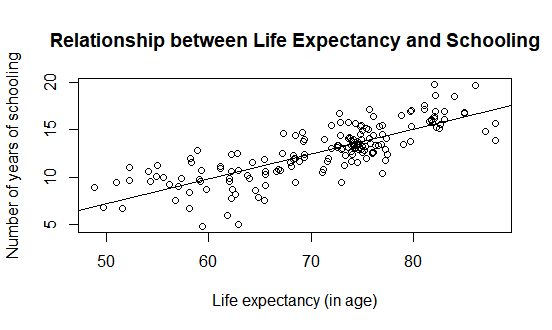 Relationship between Life Expectancy and Schooling
Number of years of schooling
20
15
10
5
50 60 70 80
Life expectancy (in age)